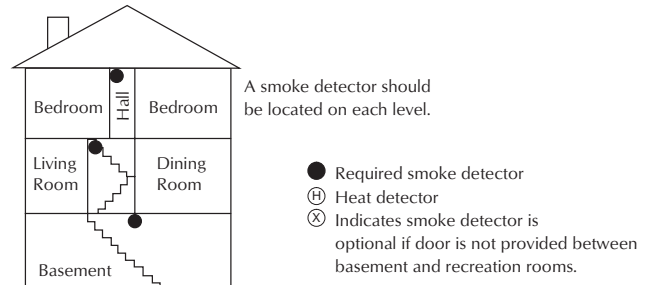 A smoke detector should
be located on each level.
Bedroom
Hall
Bedroom
Living
Room
Dining
Room
Basement
Required smoke detector
H Heat detector
X Indicates smoke detector is
optional if door is not provided between
basement and recreation rooms.